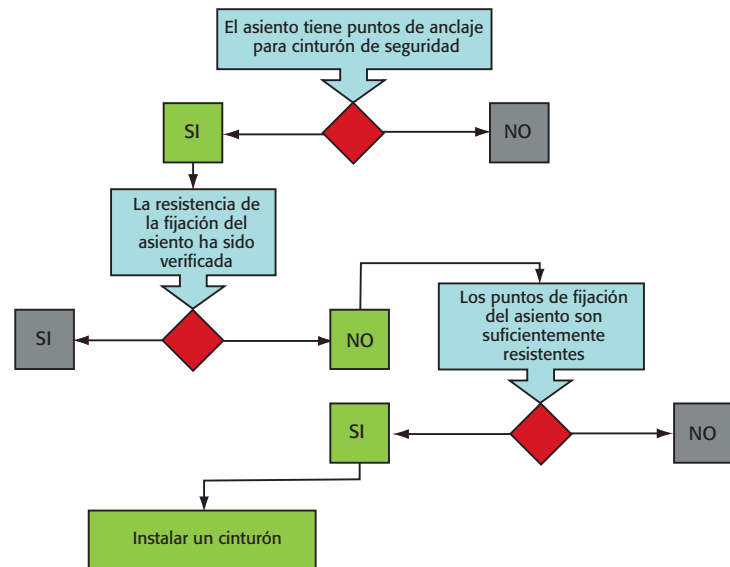 El asiento tiene puntos de anclaje
para cinturón de seguridad
SI
NO
La resistencia de
la fijación del
asiento ha sido
verificada
Los puntos de fijación
del asiento son
suficientemente
resistentes
SI
NO
SI
NO
Instalar un cinturón